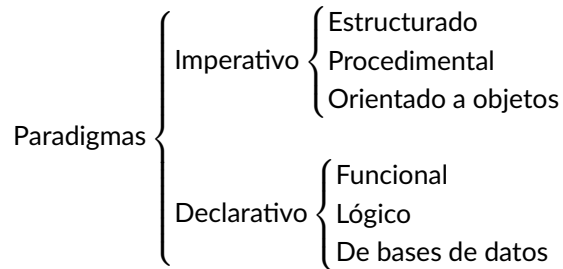 Paradigmas
Imperativo
Estructurado
Procedimental
Orientado a objetos
Declarativo
Funcional
Lógico
De bases de datos